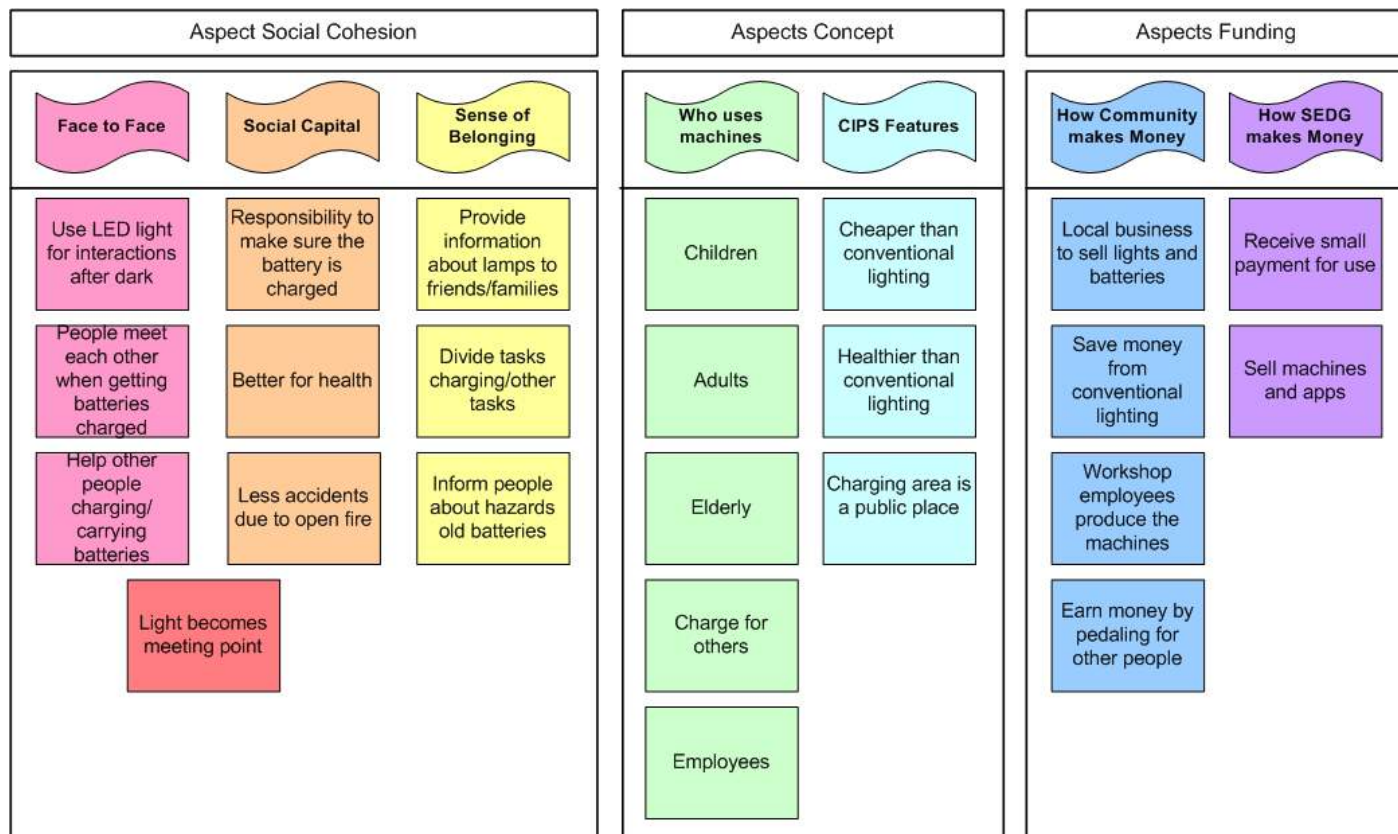 Aspect Social Cohesion
Aspects Concept
Aspects Funding
Face to Face
Social Capital
Sense of
Belonging
Who uses
machines
CIPS Features
How Community
makes Money
How SEDG
makes Money
Use LED light
for interactions
after dark
Responsibility to
make sure the
battery is
charged
Provide
information
about lamps to
friends/families
Children
Cheaper than
conventional
lighting
Local business
to sell lights and
batteries
Receive small
payment for use
People meet
each other
when getting
batteries
charged
Better for health
Divide tasks
charging/other
tasks
Adults
Healthier than
conventional
lighting
Save money
from
conventional
lighting
Sell machines
and apps
Help other
people
charging/
carrying
batteries
Less accidents
due to open fire
Inform people
about hazards
old batteries
Elderly
Charging area is
a public place
Workshop
employees
produce the
machines
Light becomes
meeting point
Charge for
others
Earn money by
pedaling for
other people
Employees